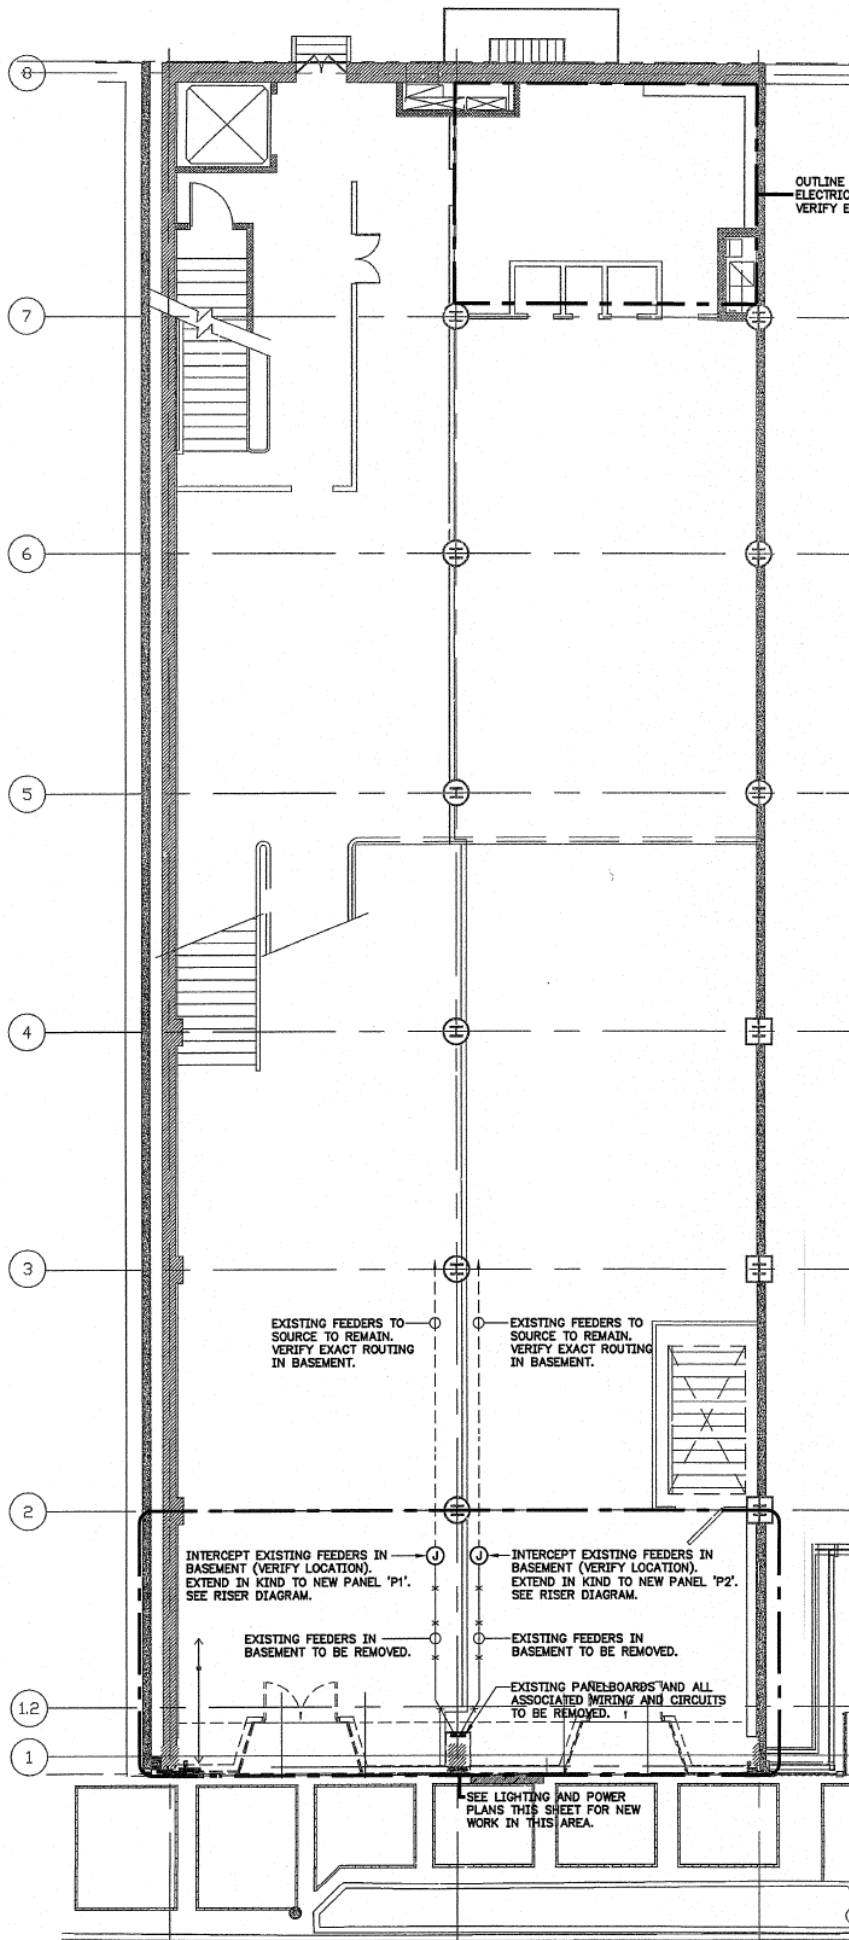 8
OUTLINE
ELECTRIC
VERIFY E
7
6
5
4
3
EXISTING FEEDERS TO
SOURCE TO REMAIN.
VERIFY EXACT ROUTING
IN BASEMENT.
EXISTING FEEDERS TO
SOURCE TO REMAIN.
VERIFY EXACT ROUTING
IN BASEMENT.
2
INTERCEPT EXISTING FEEDERS IN
BASEMENT (VERIFY LOCATION).
EXTEND IN KIND TO NEW PANEL 'P1'.
SEE RISER DIAGRAM.
J
J
INTERCEPT EXISTING FEEDERS IN
BASEMENT (VERIFY LOCATION).
EXTEND IN KIND TO NEW PANEL 'P2'.
SEE RISER DIAGRAM.
EXISTING FEEDERS IN
BASEMENT TO BE REMOVED.
EXISTING FEEDERS IN
BASEMENT TO BE REMOVED.
1.2
EXISTING PANELBOARDS AND ALL
ASSOCIATED WIRING AND CIRCUITS
TO BE REMOVED.
1
SEE LIGHTING AND POWER
PLANS THIS SHEET FOR NEW
WORK IN THIS AREA.